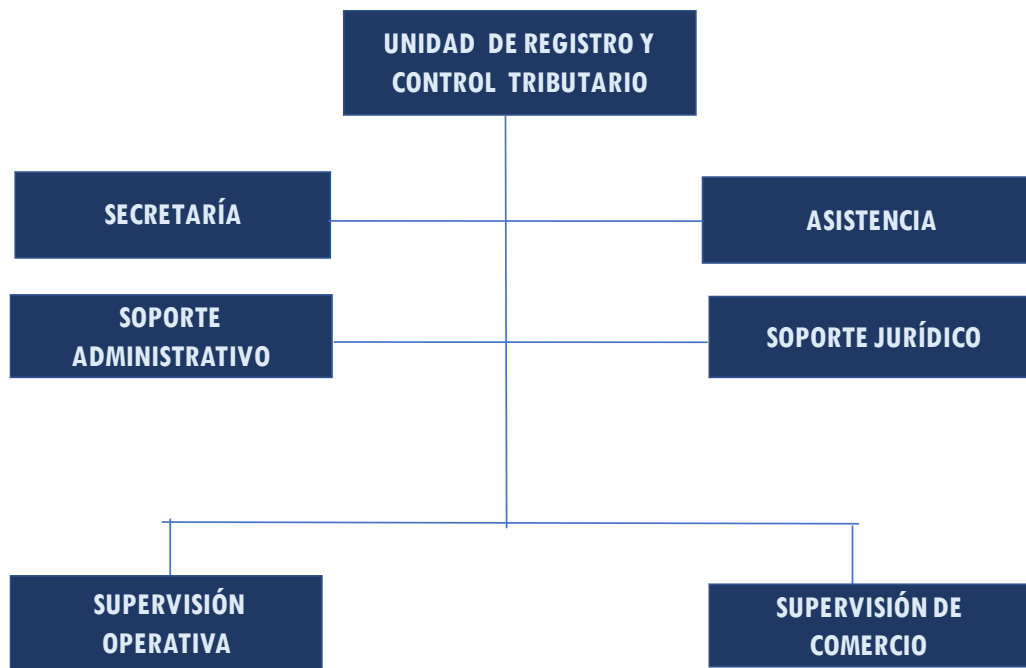 UNIDAD DE REGISTRO Y
CONTROL TRIBUTARIO
SECRETARÍA
ASISTENCIA
SOPORTE
ADMINISTRATIVO
SOPORTE JURÍDICO
SUPERVISIÓN
OPERATIVA
SUPERVISIÓN DE
COMERCIO